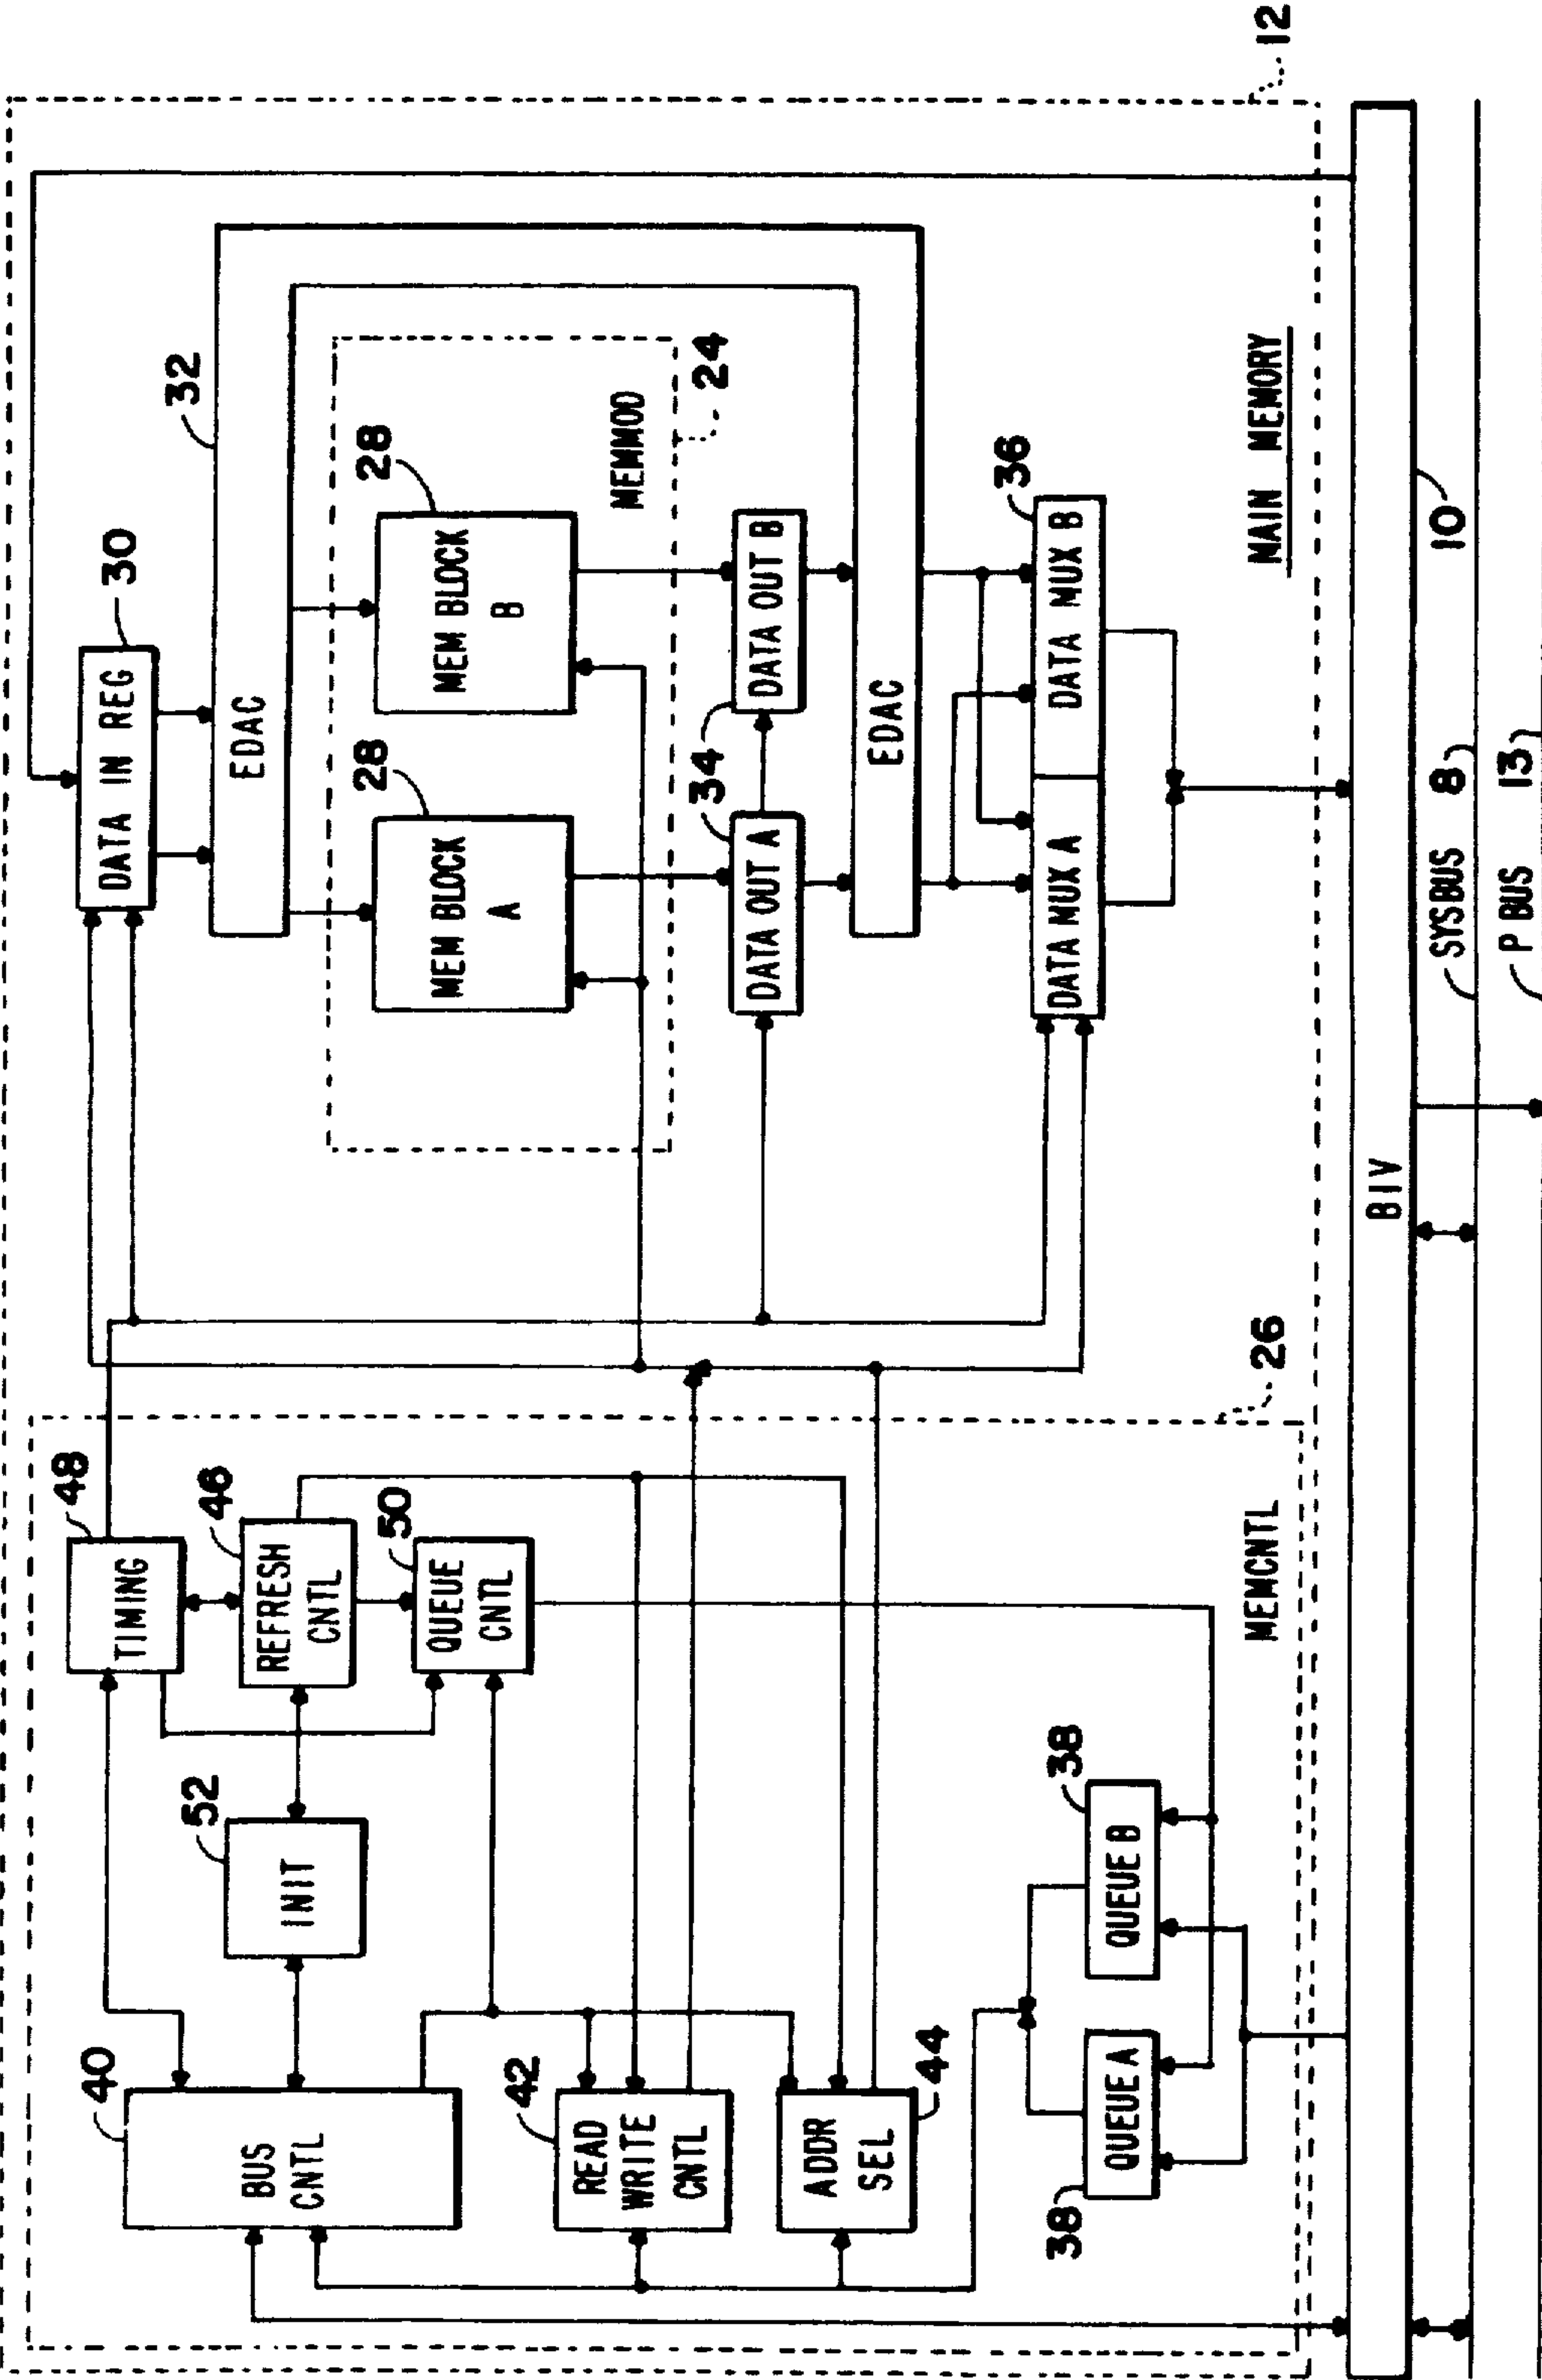 48
TIMING
30
DATA IN REG
40
BUS
CNTL
52
INIT
46
REFRESH
CNTL
50
QUEUE
CNTL
32
EDAC
28
MEM BLOCK
A
28
MEM BLOCK
B
MEMMOD
24
42
READ
WRITE
CNTL
34
DATA OUT A
DATA OUT B
44
ADDR
SEL
EDAC
38
QUEUE A
38
QUEUE B
36
DATA MUX A
DATA MUX B
MEMCNTL
26
MAIN MEMORY
12
BIV
10
SYSBUS 8
P BUS 13